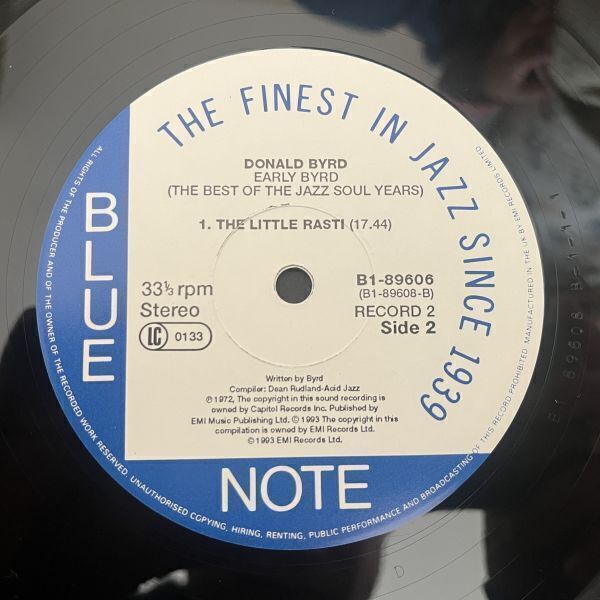 THE FINEST IN JAZZ SINCE 1939
DONALD BYRD
EARLY BYRD
(THE BEST OF THE JAZZ SOUL YEARS)
1. THE LITTLE RASTI (17.44)
BLUE
33⅓ rpm
Stereo
LC 0133
B1-89606
(B1-89608-B)
RECORD 2
Side 2
Written by Byrd
Compiler: Dean Rudland-Acid Jazz
℗1972, The copyright in this sound recording is
owned by Capitol Records Inc. Published by
EMI Music Publishing Ltd. © 1993 The copyright in this
compilation is owned by EMI Records Ltd.
© 1993 EMI Records Ltd.
NOTE
ALL RIGHTS OF THE PRODUCER AND OF THE OWNER OF THE RECORDED WORK RESERVED. UNAUTHORISED COPYING, HIRING, RENTING, PUBLIC PERFORMANCE AND BROADCASTING OF THIS RECORD PROHIBITED. MANUFACTURED IN THE UK BY EMI RECORDS LIMITED
B1 89608 B-1-1-1
D